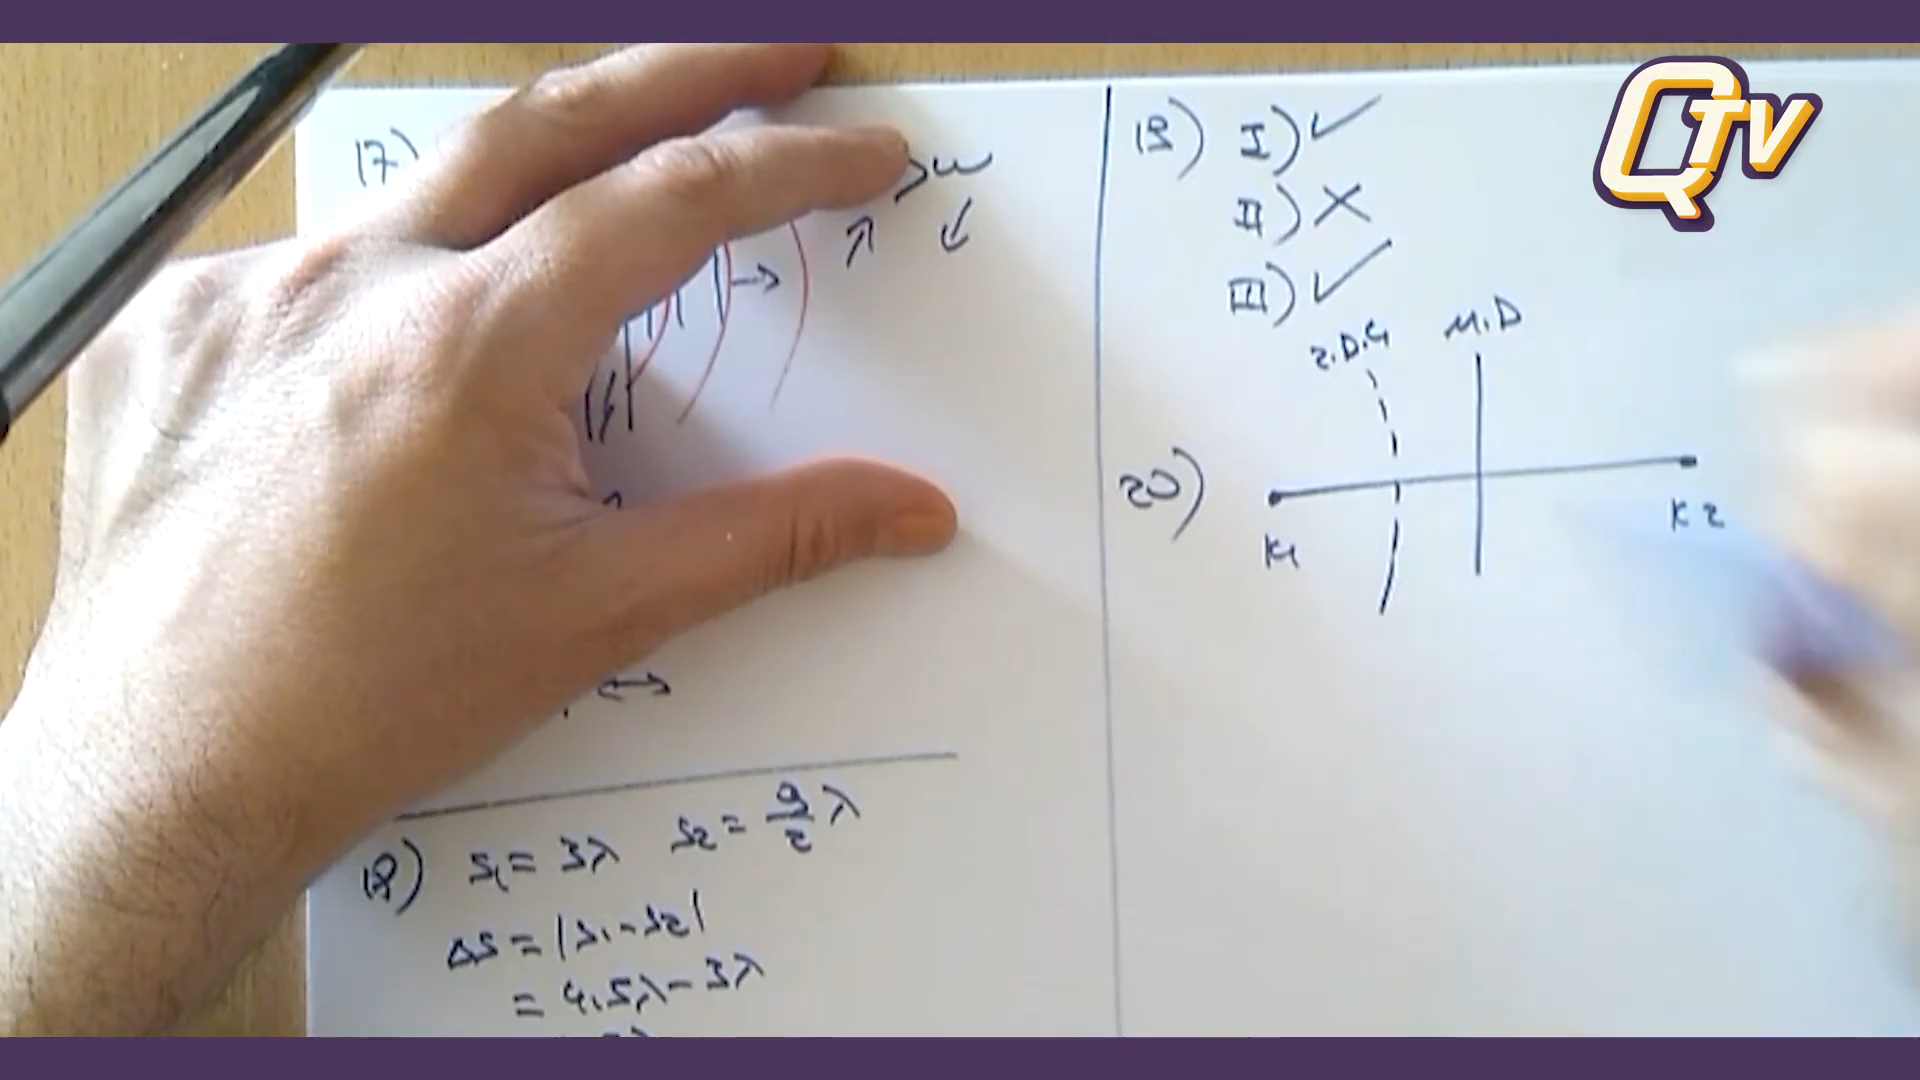 17)
18) S₁ = 3λ S₂ = 9/2 λ
ΔS = |S₁ - S₂|
= 4,5λ - 3λ
19) I) ✓
II) X
III) ✓
2.D.Ç M.D
20)
K1 K2
QTV